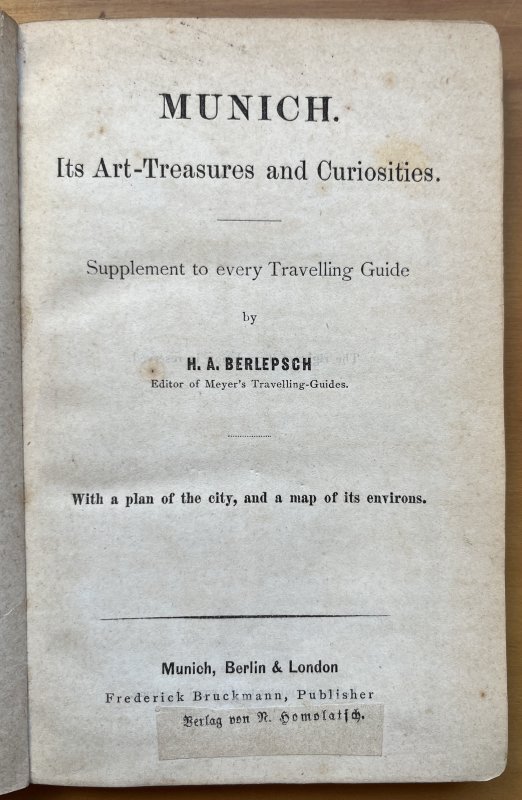 MUNICH.
Its Art-Treasures and Curiosities.
Supplement to every Travelling Guide
by
H. A. BERLEPSCH
Editor of Meyer's Travelling-Guides.
With a plan of the city, and a map of its environs.
Munich, Berlin & London
Frederick Bruckmann, Publisher
Verlag von N. Homolatsch.